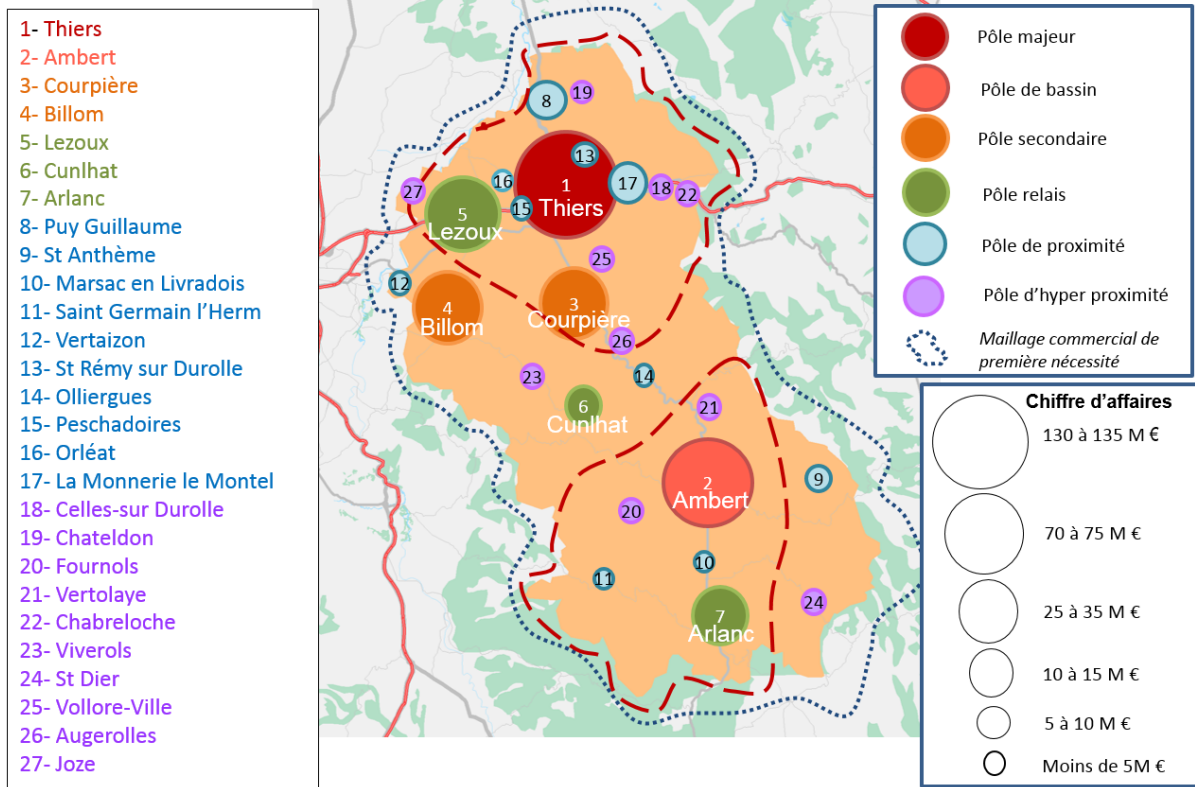 1- Thiers
2- Ambert
3- Courpière
4- Billom
5- Lezoux
6- Cunlhat
7- Arlanc
8- Puy Guillaume
9- St Anthème
10- Marsac en Livradois
11- Saint Germain l’Herm
12- Vertaizon
13- St Rémy sur Durolle
14- Olliergues
15- Peschadoires
16- Orléat
17- La Monnerie le Montel
18- Celles-sur Durolle
19- Chateldon
20- Fournols
21- Vertolaye
22- Chabreloche
23- Viverols
24- St Dier
25- Vollore-Ville
26- Augerolles
27- Joze
8
19
13
16
27
1
Thiers
17
18
22
15
5
Lezoux
25
12
4
Billom
3
Courpière
26
23
14
6
Cunlhat
21
2
Ambert
9
20
10
11
24
7
Arlanc
Pôle majeur
Pôle de bassin
Pôle secondaire
Pôle relais
Pôle de proximité
Pôle d’hyper proximité
Maillage commercial de
première nécessité
Chiffre d’affaires
130 à 135 M €
70 à 75 M €
25 à 35 M €
10 à 15 M €
5 à 10 M €
Moins de 5M €